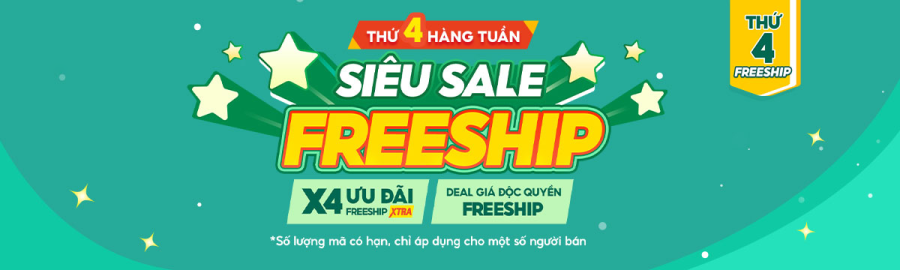 THỨ 4 HÀNG TUẦN
SIÊU SALE
FREESHIP
X4 ƯU ĐÃI
FREESHIP XTRA
DEAL GIÁ ĐỘC QUYỀN
FREESHIP
*Số lượng mã có hạn, chỉ áp dụng cho một số người bán
THỨ
4
FREESHIP